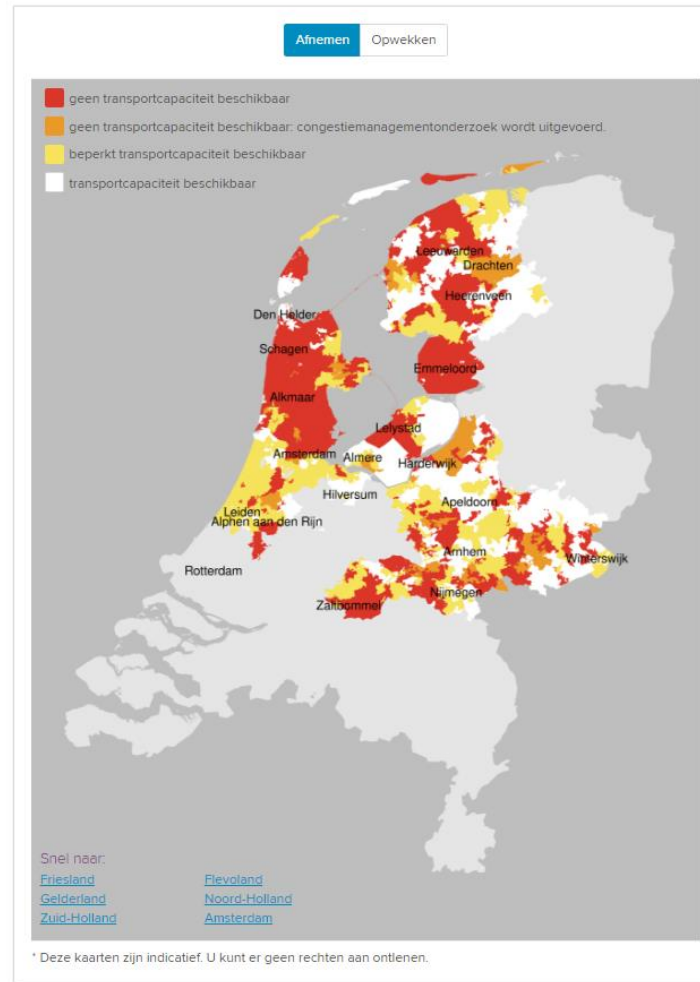 Afnemen Opwekken
geen transportcapaciteit beschikbaar
geen transportcapaciteit beschikbaar: congestiemanagementonderzoek wordt uitgevoerd.
beperkt transportcapaciteit beschikbaar
transportcapaciteit beschikbaar
Leeuwarden
Drachten
Heerenveen
Den Helder
Schagen
Emmeloord
Alkmaar
Lelystad
Amsterdam
Almere
Harderwijk
Hilversum
Apeldoorn
Leiden
Alphen aan den Rijn
Arnhem
Winterswijk
Rotterdam
Nijmegen
Zaltbommel
Snel naar:
Friesland Flevoland
Gelderland Noord-Holland
Zuid-Holland Amsterdam
* Deze kaarten zijn indicatief. U kunt er geen rechten aan ontlenen.